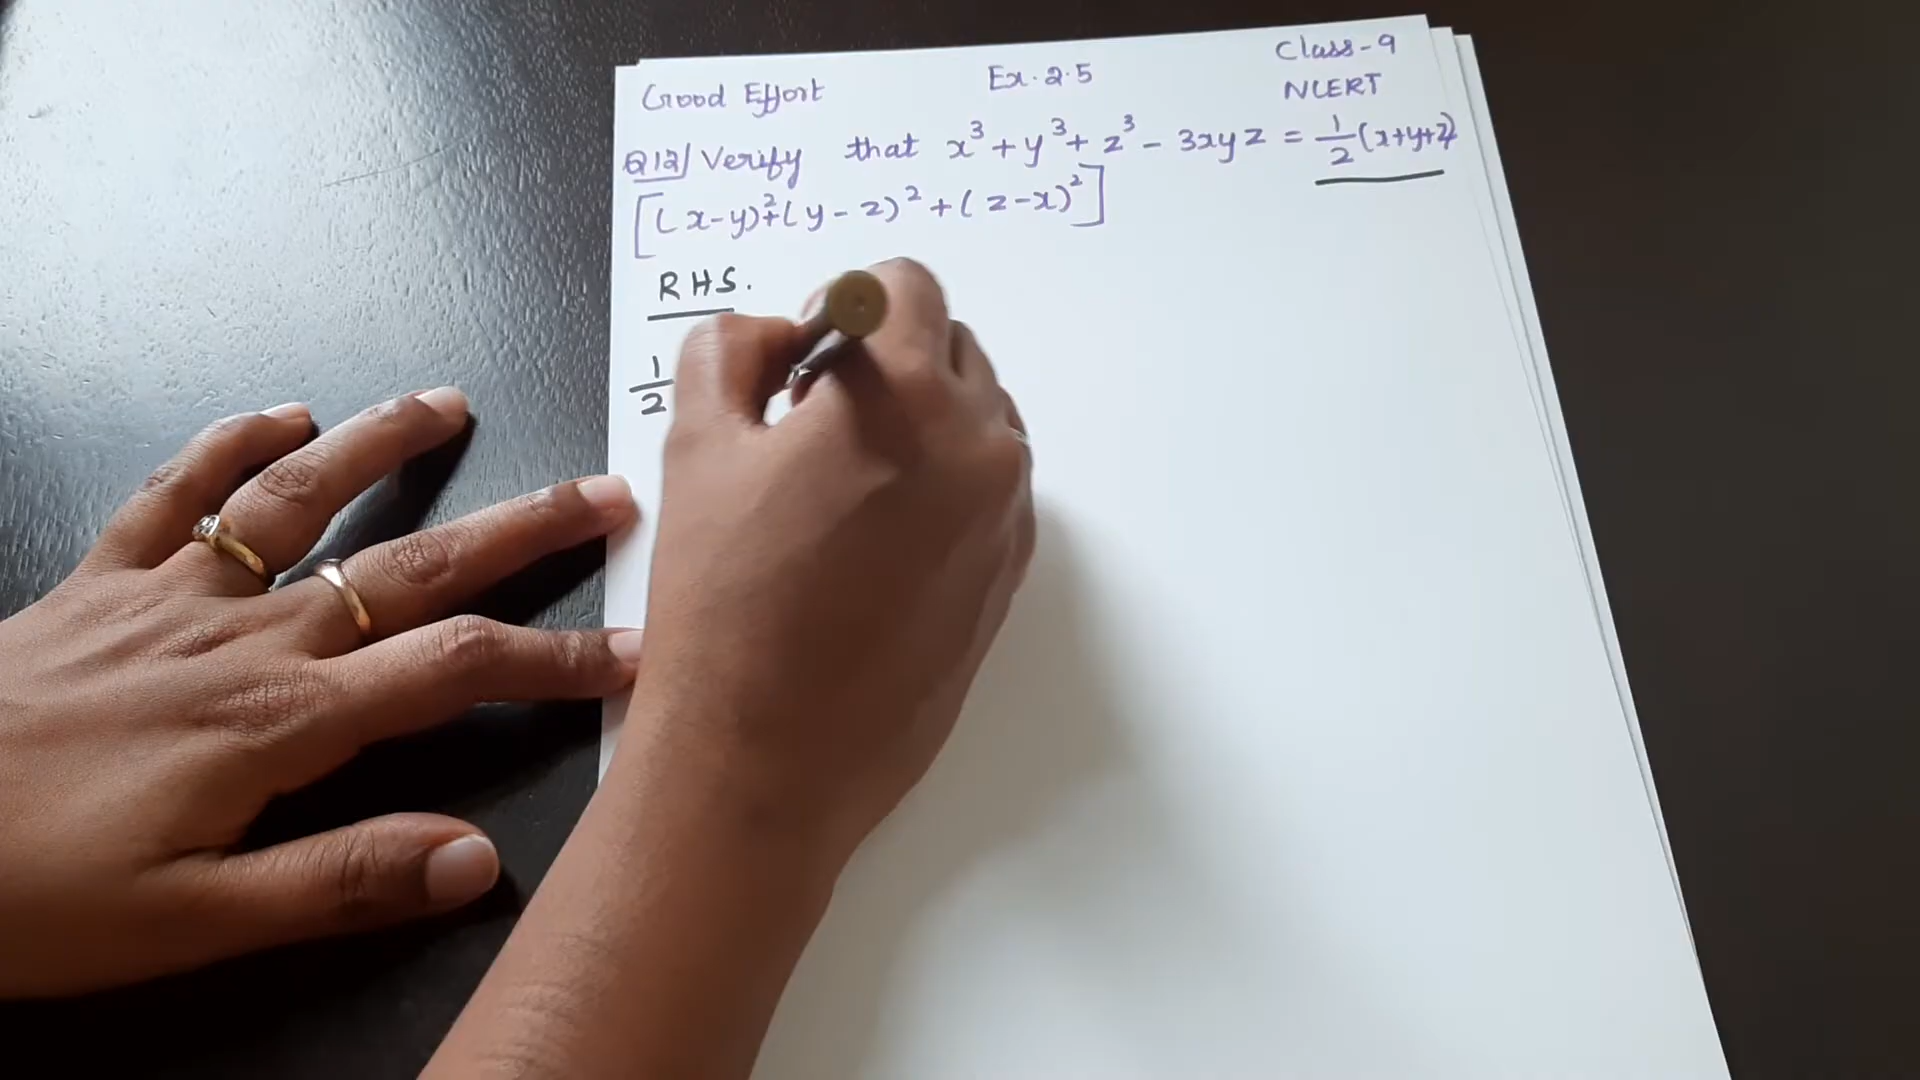 Good Effort Ex.2.5 Class-9
NCERT
Q12/ Verify that x³ + y³ + z³ - 3xyz = 1/2 (x+y+z)
[(x-y)²+(y-z)²+(z-x)²]
RHS.
1/2